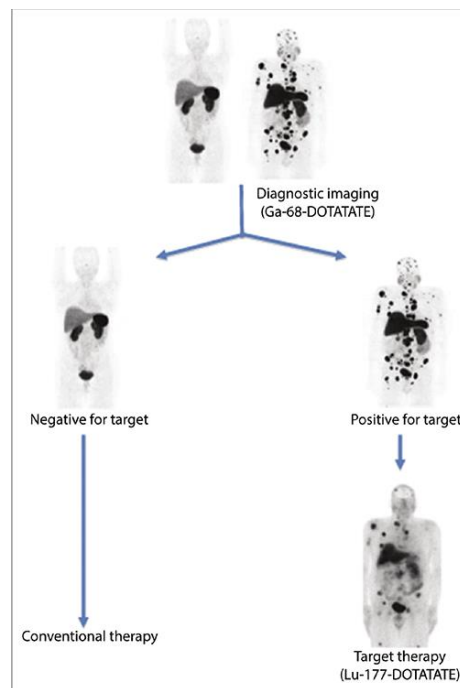 Diagnostic imaging
(Ga-68-DOTATATE)
Negative for target
Positive for target
Conventional therapy
Target therapy
(Lu-177-DOTATATE)